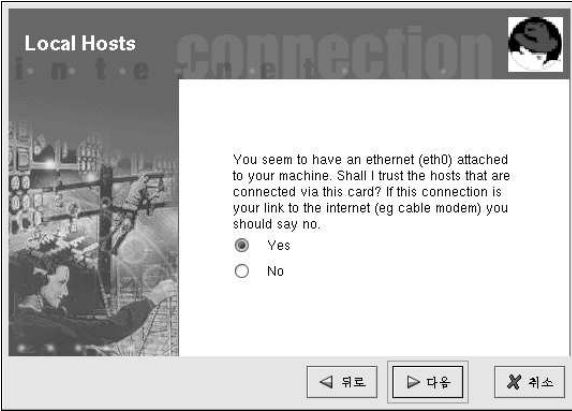 Local Hosts
internet
connection
You seem to have an ethernet (eth0) attached
to your machine. Shall I trust the hosts that are
connected via this card? If this connection is
your link to the internet (eg cable modem) you
should say no.
Yes
No
뒤로
다음
취소